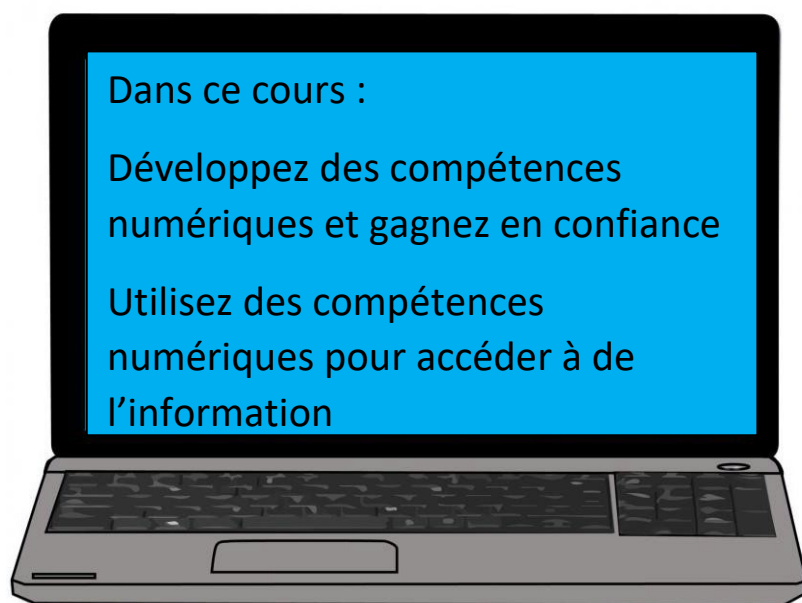 Dans ce cours :
Développez des compétences
numériques et gagnez en confiance
Utilisez des compétences
numériques pour accéder à de
l’information